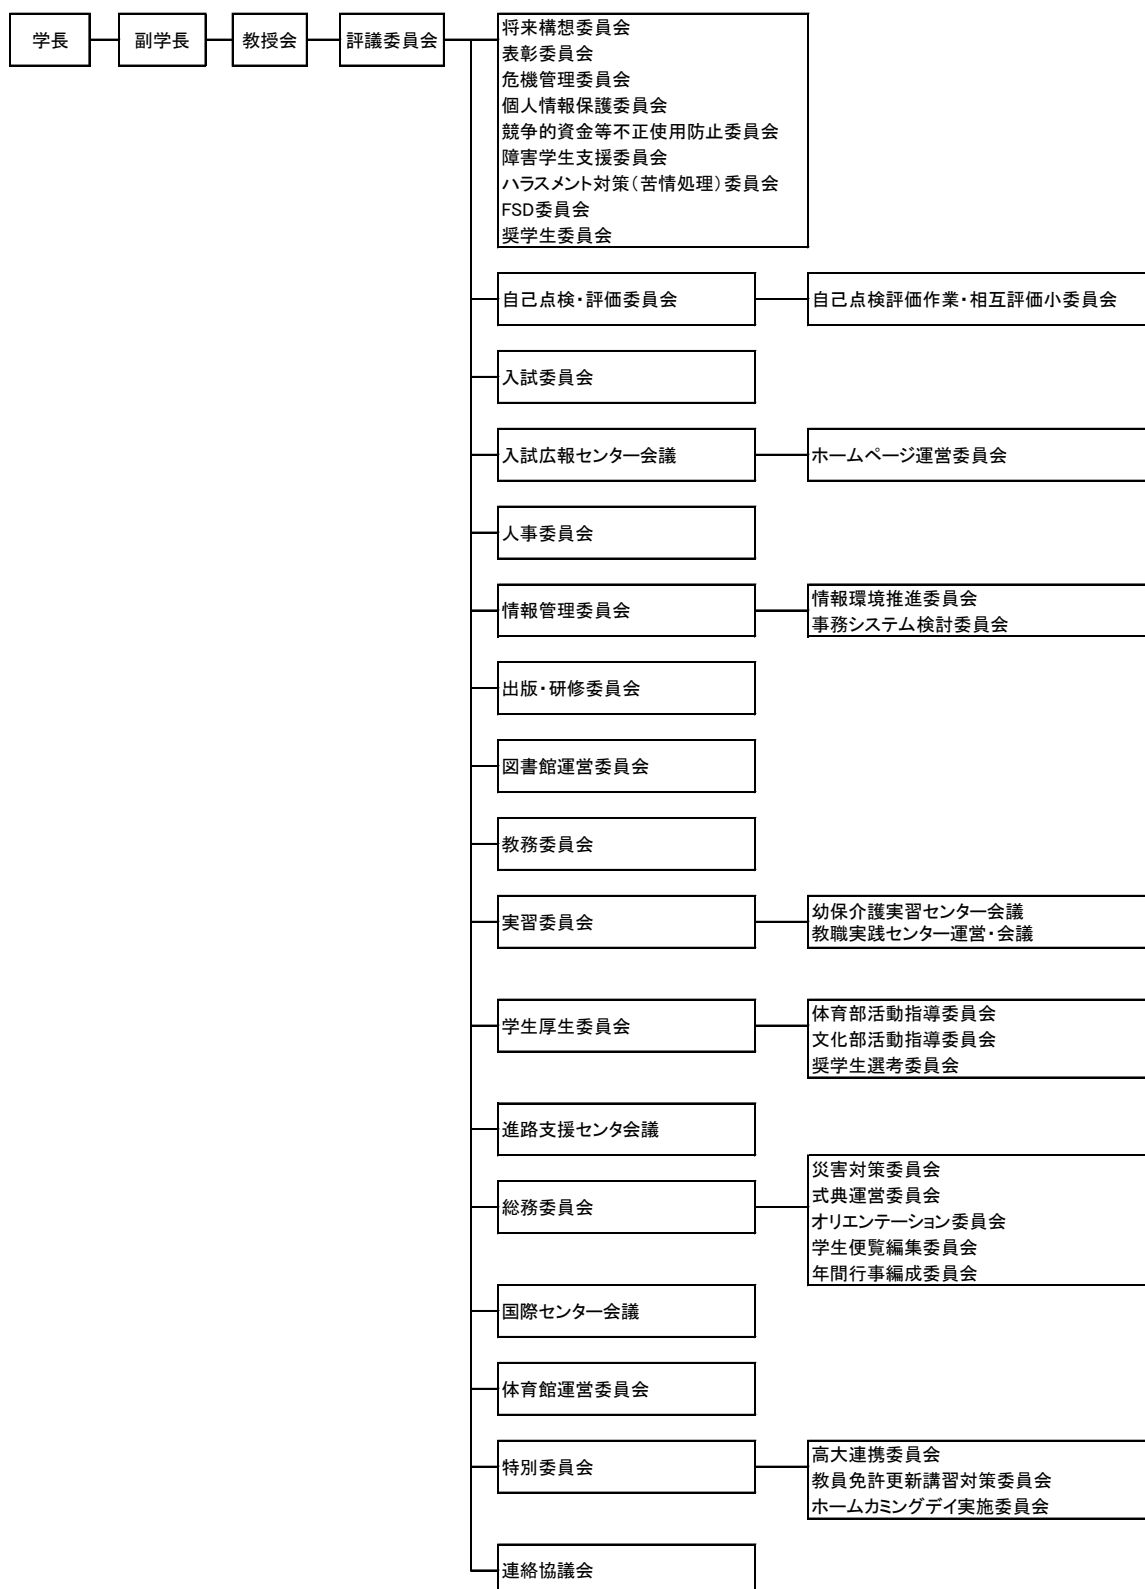 学長
副学長
教授会
評議委員会
将来構想委員会
表彰委員会
危機管理委員会
個人情報保護委員会
競争的資金等不正使用防止委員会
障害学生支援委員会
ハラスメント対策(苦情処理)委員会
FSD委員会
奨学生委員会
自己点検・評価委員会
自己点検評価作業・相互評価小委員会
入試委員会
入試広報センター会議
ホームページ運営委員会
人事委員会
情報管理委員会
情報環境推進委員会
事務システム検討委員会
出版・研修委員会
図書館運営委員会
教務委員会
実習委員会
幼保介護実習センター会議
教職実践センター運営・会議
学生厚生委員会
体育部活動指導委員会
文化部活動指導委員会
奨学生選考委員会
進路支援センタ会議
総務委員会
災害対策委員会
式典運営委員会
オリエンテーション委員会
学生便覧編集委員会
年間行事編成委員会
国際センター会議
体育館運営委員会
特別委員会
高大連携委員会
教員免許更新講習対策委員会
ホームカミングデイ実施委員会
連絡協議会